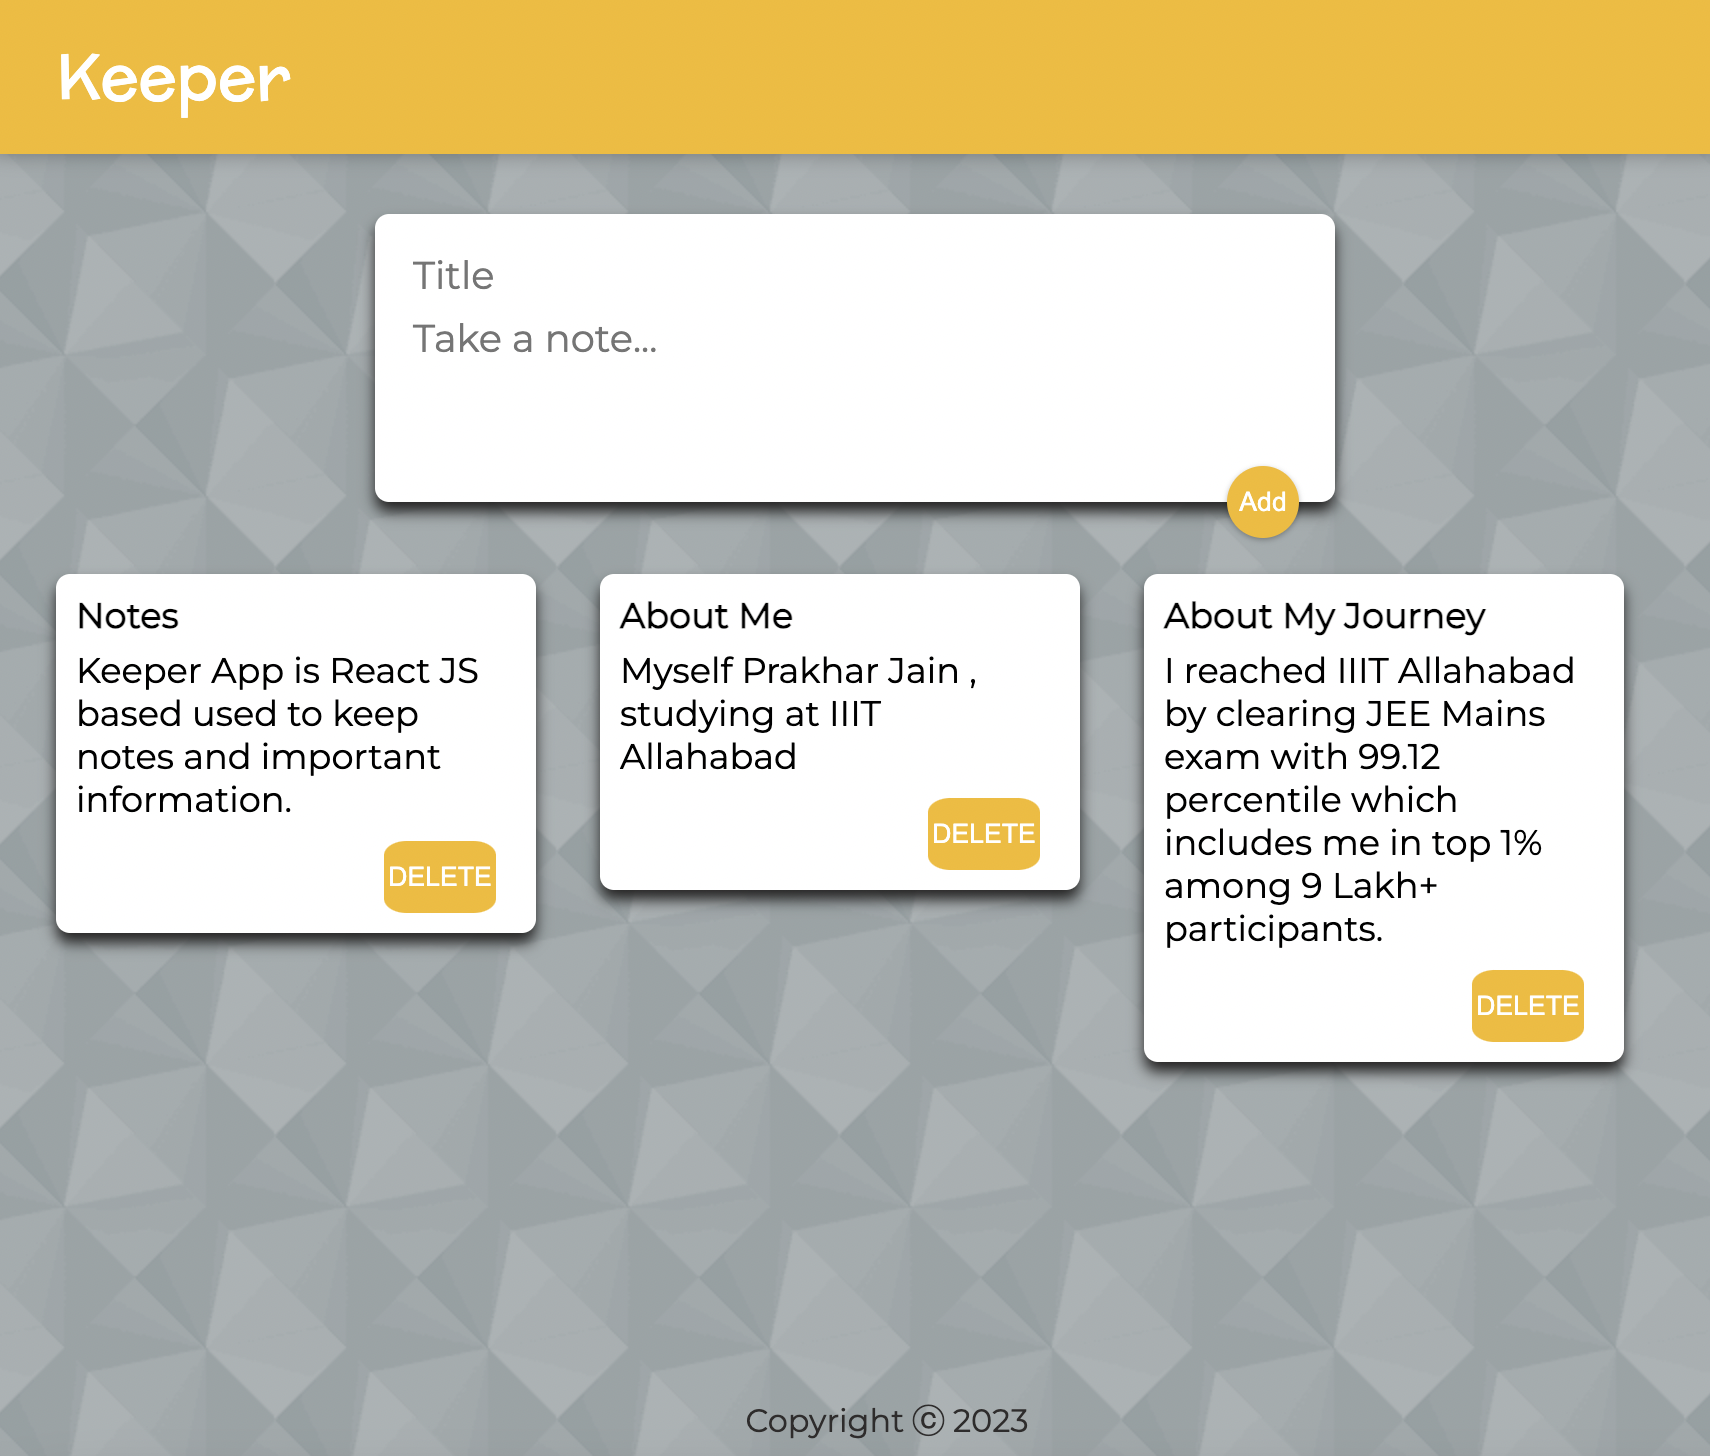 Keeper
Title
Take a note...
Add
Notes
Keeper App is React JS
based used to keep
notes and important
information.
DELETE
About Me
Myself Prakhar Jain ,
studying at IIIT
Allahabad
DELETE
About My Journey
I reached IIIT Allahabad
by clearing JEE Mains
exam with 99.12
percentile which
includes me in top 1%
among 9 Lakh+
participants.
DELETE
Copyright ⓒ 2023